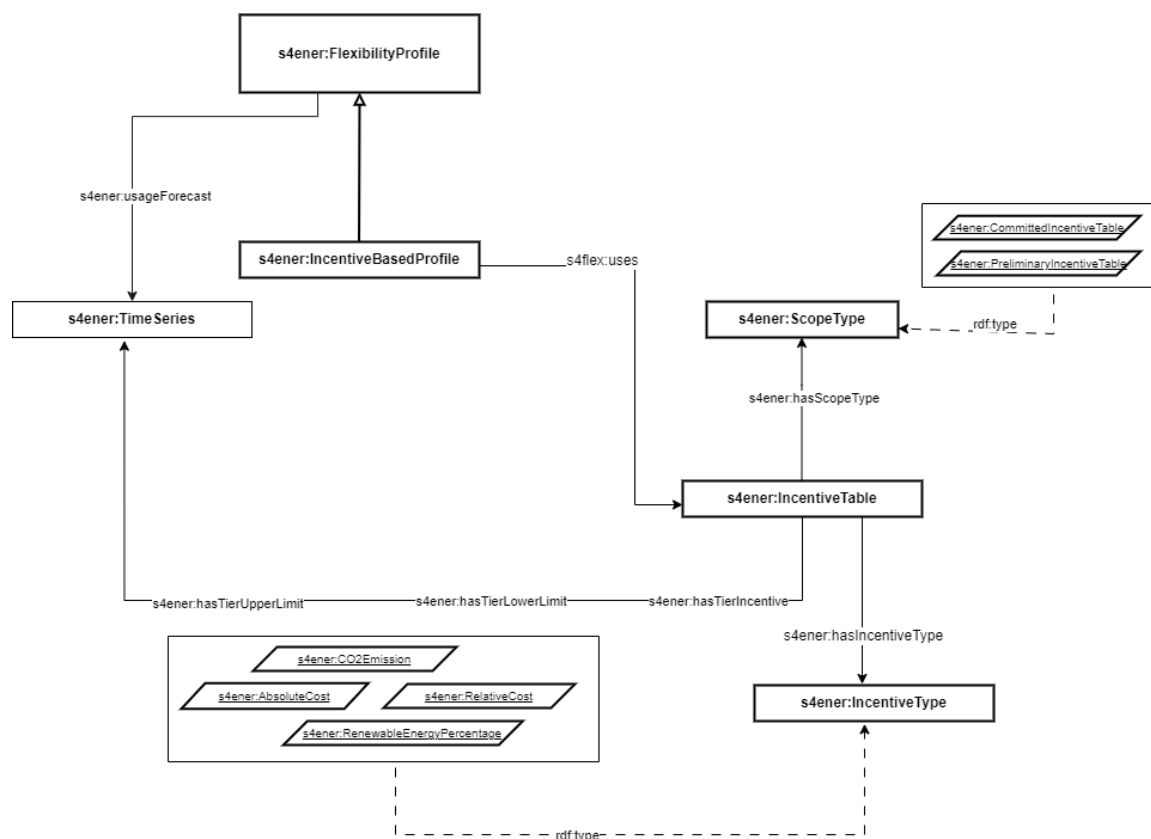 s4ener:FlexibilityProfile
s4ener:usageForecast
s4ener:CommittedIncentiveTable
s4ener:IncentiveBasedProfile
s4flex:uses
s4ener:PreliminaryIncentiveTable
s4ener:TimeSeries
s4ener:ScopeType
rdf:type
s4ener:hasScopeType
s4ener:IncentiveTable
s4ener:hasTierUpperLimit
s4ener:hasTierLowerLimit
s4ener:hasTierIncentive
s4ener:hasIncentiveType
s4ener:CO2Emission
s4ener:AbsoluteCost
s4ener:RelativeCost
s4ener:IncentiveType
s4ener:RenewableEnergyPercentage
rdf:type